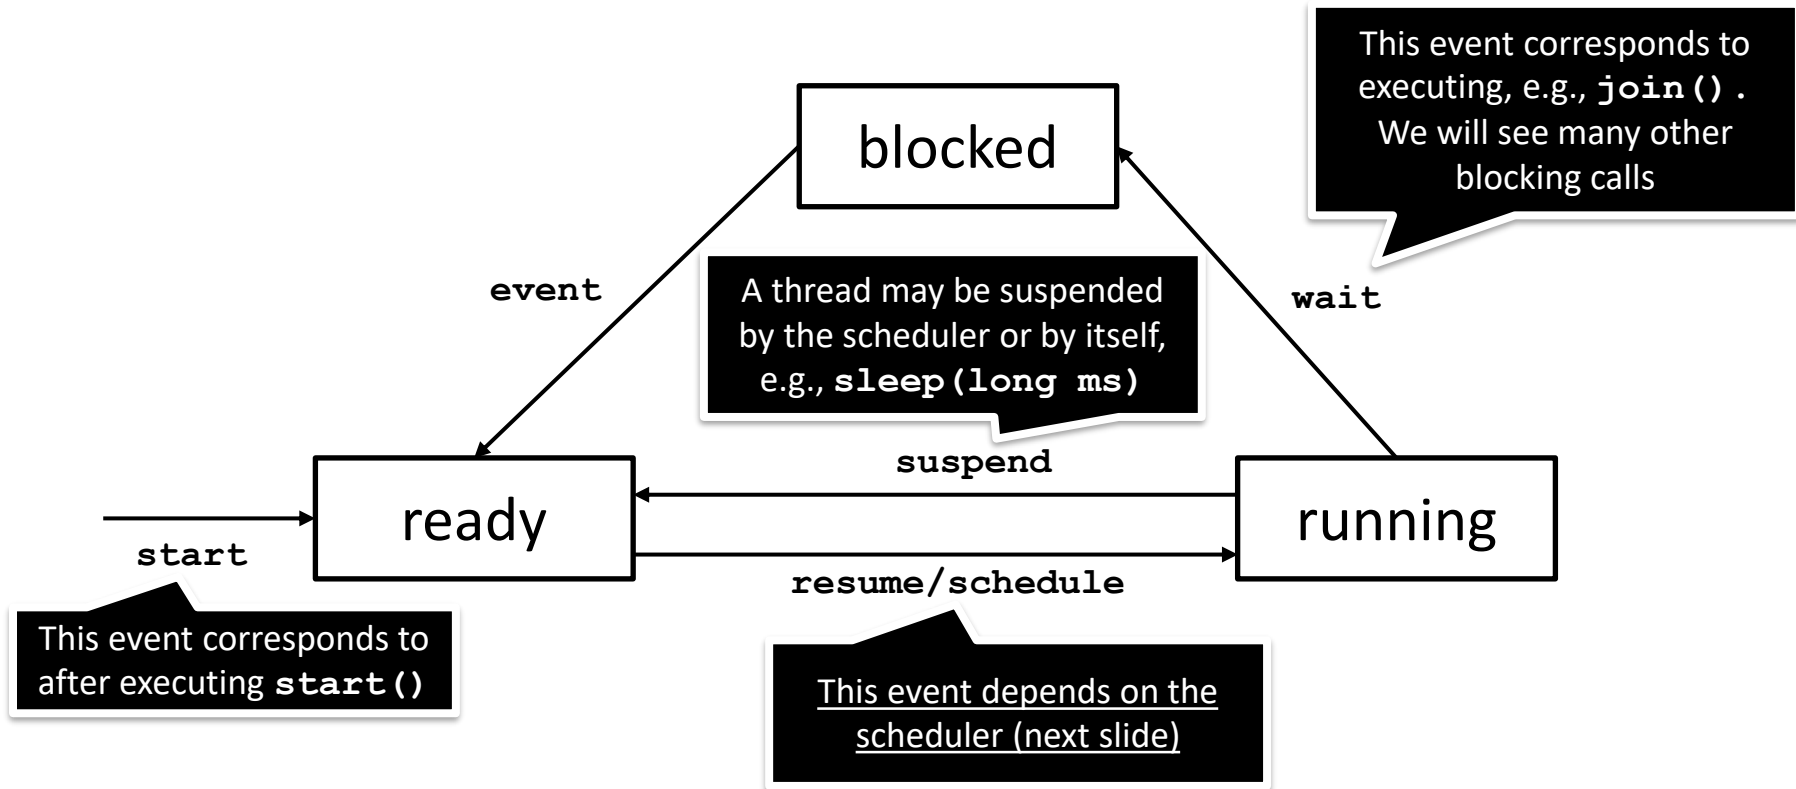 This event corresponds to
executing, e.g., join().
We will see many other
blocking calls
blocked
event
A thread may be suspended
by the scheduler or by itself,
e.g., sleep(long ms)
wait
suspend
ready
running
start
resume/schedule
This event corresponds to
after executing start()
This event depends on the
scheduler (next slide)